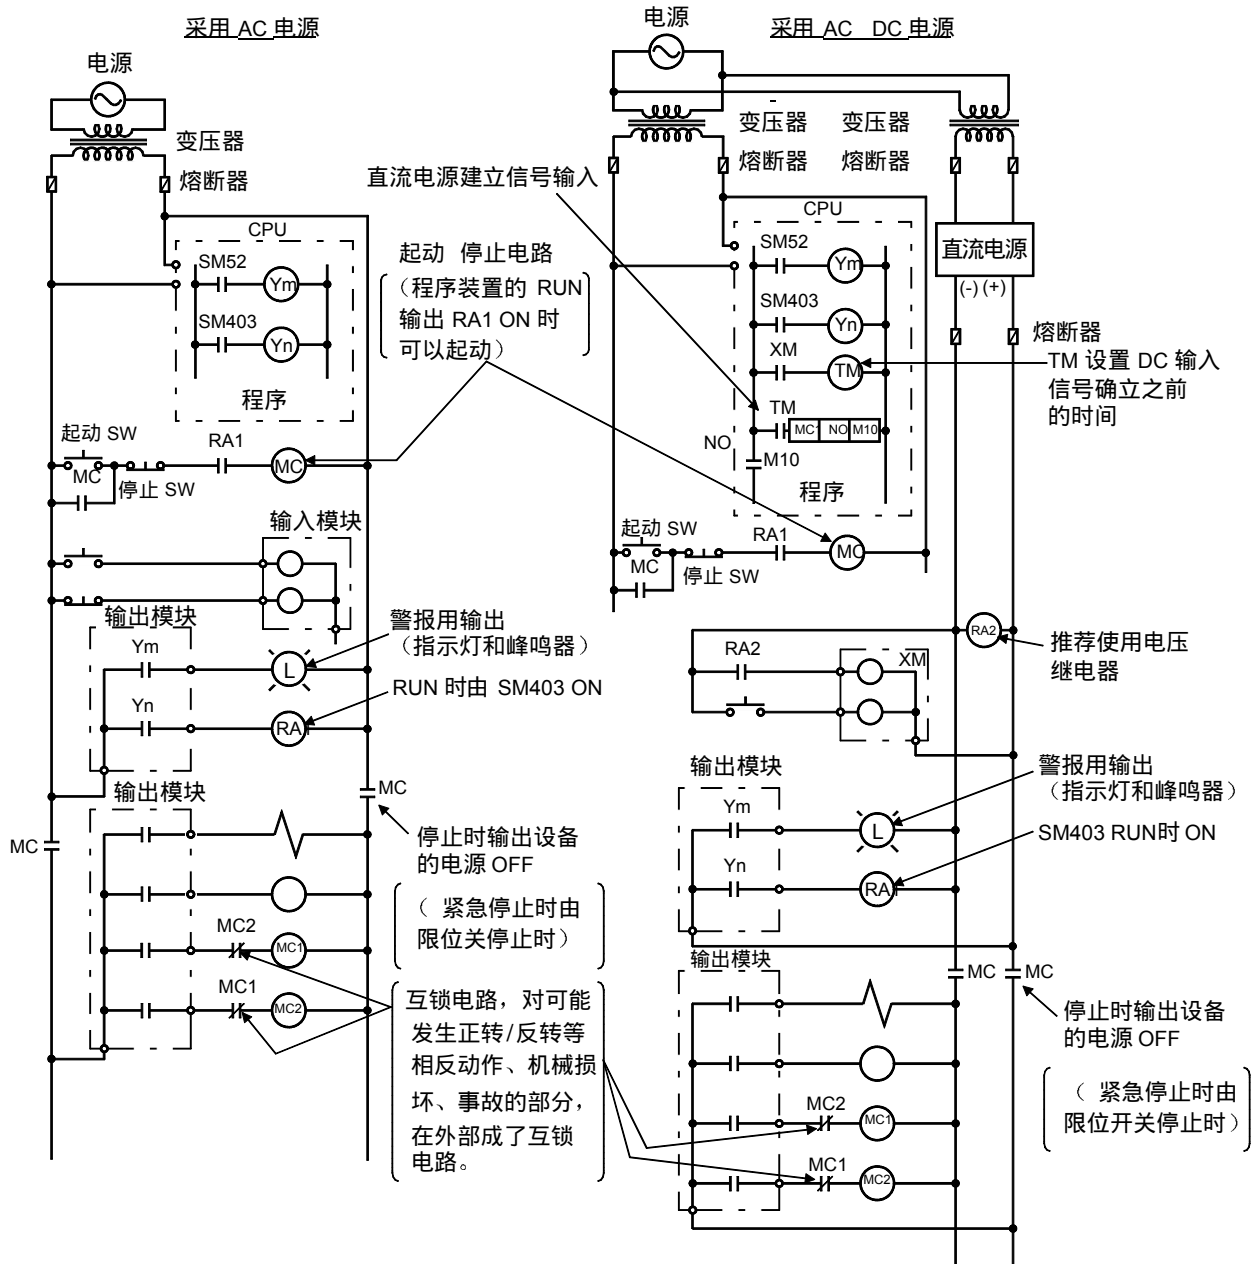 采用 AC 电源
电源
变压器
熔断器
CPU
SM52
Ym
SM403
Yn
程序
起动 SW
RA1
MC
MC
停止 SW
输入模块
输出模块
Ym
L
Yn
RA
输出模块
MC
MC
MC2
MC1
MC1
MC2
直流电源建立信号输入
起动 停止电路
（程序装置的 RUN
输出 RA1 ON 时
可以起动）
警报用输出
（指示灯和峰鸣器）
RUN 时由 SM403 ON
停止时输出设备
的电源 OFF
（ 紧急停止时由
限位关停止时）
互锁电路，对可能
发生正转/反转等
相反动作、机械损
坏、事故的部分，
在外部成了互锁
电路。
采用 AC DC 电源
电源
变压器 变压器
熔断器 熔断器
CPU
直流电源
(-) (+)
熔断器
SM52
Ym
SM403
Yn
XM
TM
TM
MC1 NO M10
NO
M10
程序
TM 设置 DC 输入
信号确立之前
的时间
起动 SW
RA1
MC
MC
停止 SW
RA2
推荐使用电压
继电器
RA2
XM
输出模块
Ym
L
Yn
RA
警报用输出
（指示灯和峰鸣器）
SM403 RUN时 ON
输出模块
MC MC
停止时输出设备
的电源 OFF
（ 紧急停止时由
限位开关停止时）
MC2
MC1
MC1
MC2